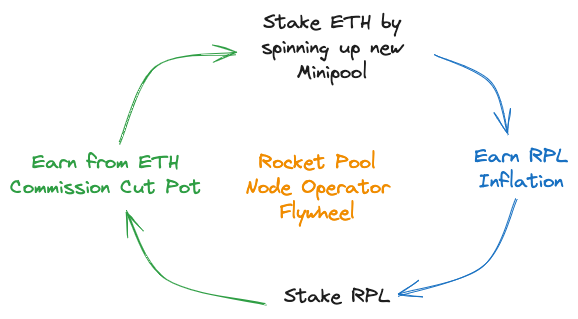 Stake ETH by
spinning up new
Minipool
Earn RPL
Inflation
Stake RPL
Earn from ETH
Commission Cut Pot
Rocket Pool
Node Operator
Flywheel